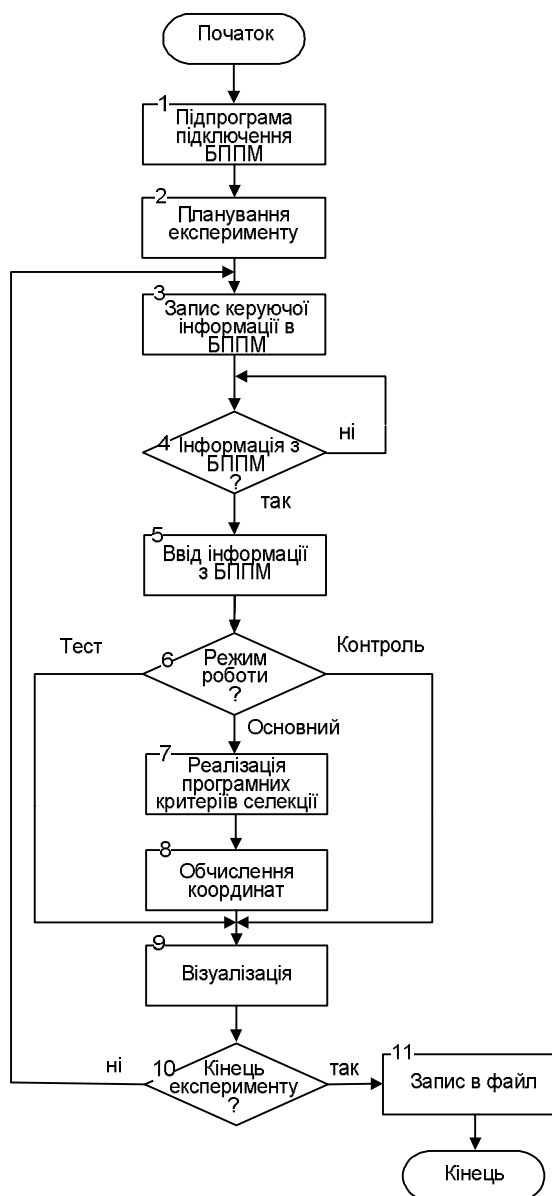 Початок
1
Підпрограма
підключення
БППМ
2
Планування
експерименту
3
Запис керуючої
інформації в
БППМ
4 Інформація з
БППМ
?
ні
так
5
Ввід інформації
з БППМ
Тест
6 Режим
роботи
?
Контроль
Основний
7
Реалізація
програмних
критеріїв селекції
8
Обчислення
координат
9
Візуалізація
ні
10 Кінець
експерименту
?
так
11
Запис в файл
Кінець